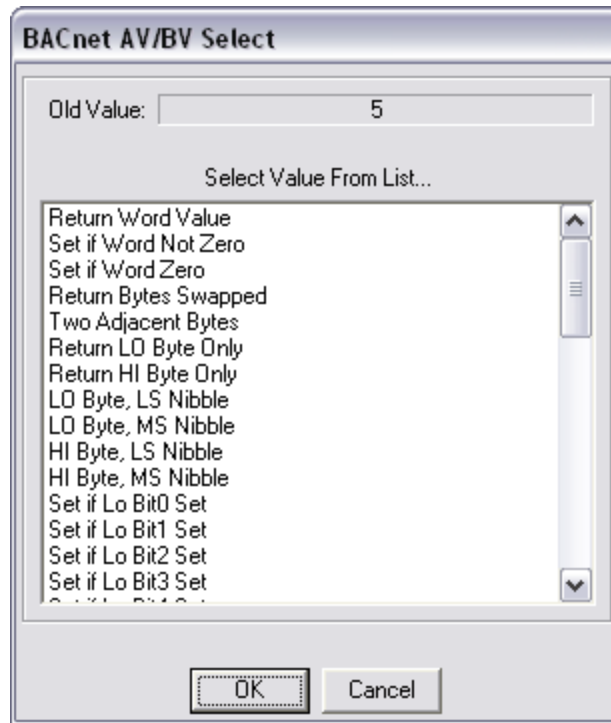 BACnet AV/BV Select
Old Value: 5
Select Value From List...
Return Word Value
Set if Word Not Zero
Set if Word Zero
Return Bytes Swapped
Two Adjacent Bytes
Return LO Byte Only
Return HI Byte Only
LO Byte, LS Nibble
LO Byte, MS Nibble
HI Byte, LS Nibble
HI Byte, MS Nibble
Set if Lo Bit0 Set
Set if Lo Bit1 Set
Set if Lo Bit2 Set
Set if Lo Bit3 Set
OK Cancel